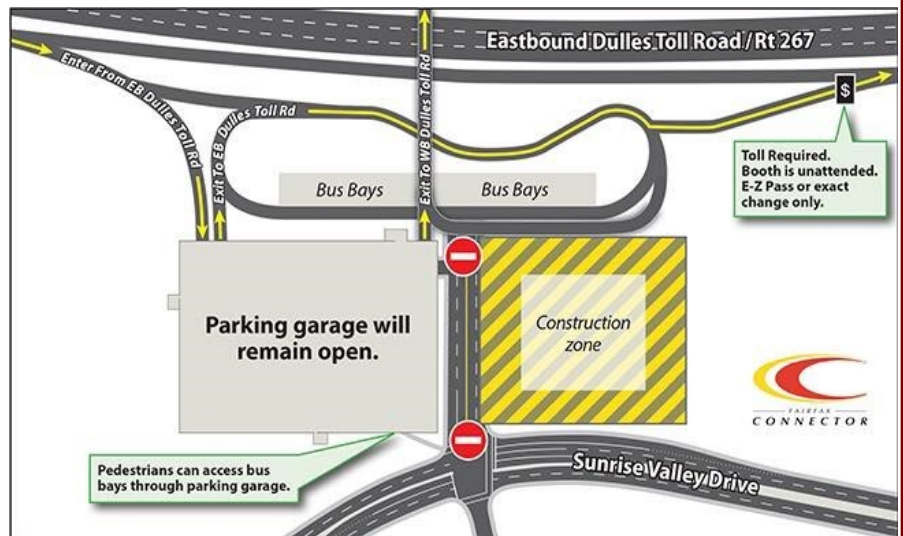 Eastbound Dulles Toll Road / Rt 267
Enter From EB Dulles Toll Rd
Exit To EB Dulles Toll Rd
Exit To WB Dulles Toll Rd
$
Toll Required.
Booth is unattended.
E-Z Pass or exact
change only.
Bus Bays
Bus Bays
Parking garage will
remain open.
Construction
zone
FAIRFAX
CONNECTOR
Pedestrians can access bus
bays through parking garage.
Sunrise Valley Drive